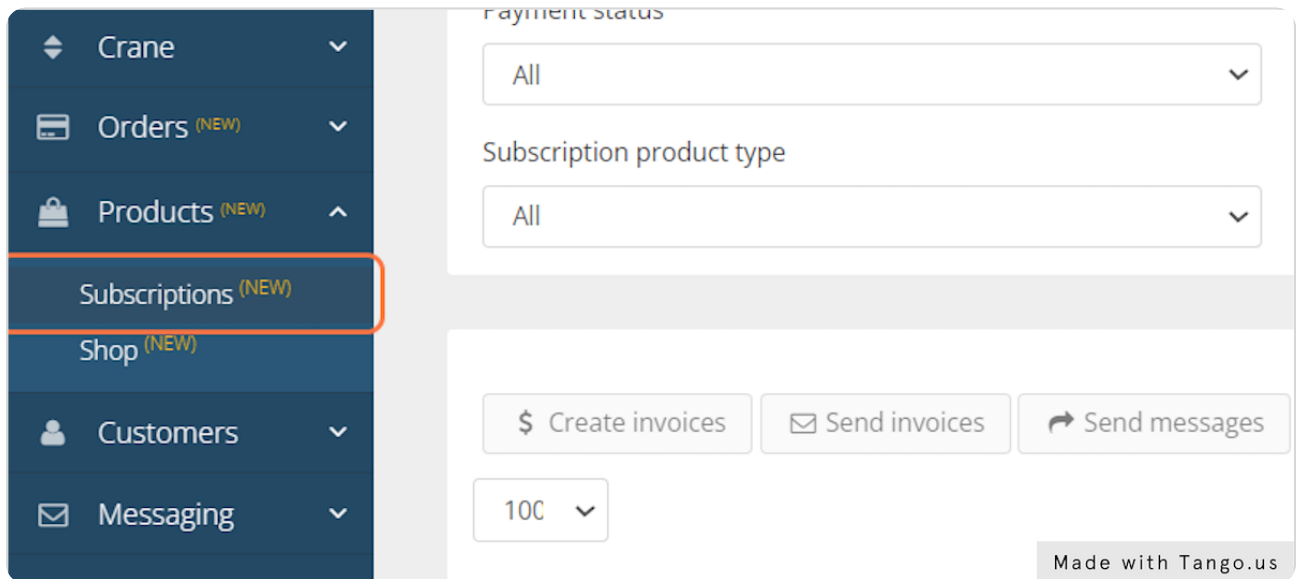 Crane
Orders (NEW)
Products (NEW)
Subscriptions (NEW)
Shop (NEW)
Customers
Messaging
Payment status
All
Subscription product type
All
$ Create invoices
Send invoices
Send messages
100
Made with Tango.us